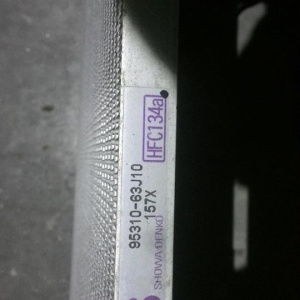 HFC134a
95310-63J10
157X
SHOWA DENKO